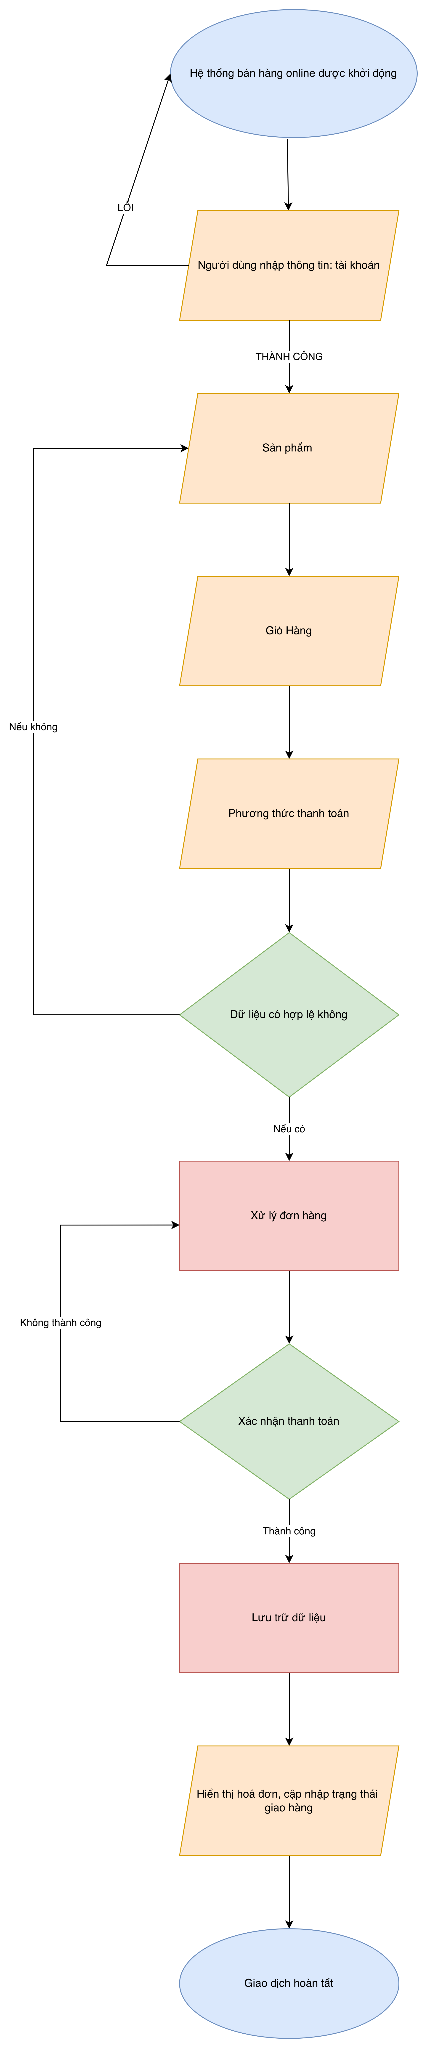 Hệ thống bán hàng online được khởi động
LỖI
Người dùng nhập thông tin: tài khoản
THÀNH CÔNG
Sản phẩm
Giỏ Hàng
Phương thức thanh toán
Nếu không
Dữ liệu có hợp lệ không
Nếu có
Xử lý đơn hàng
Không thành công
Xác nhận thanh toán
Thành công
Lưu trữ dữ liệu
Hiển thị hoá đơn, cập nhập trạng thái
giao hàng
Giao dịch hoàn tất